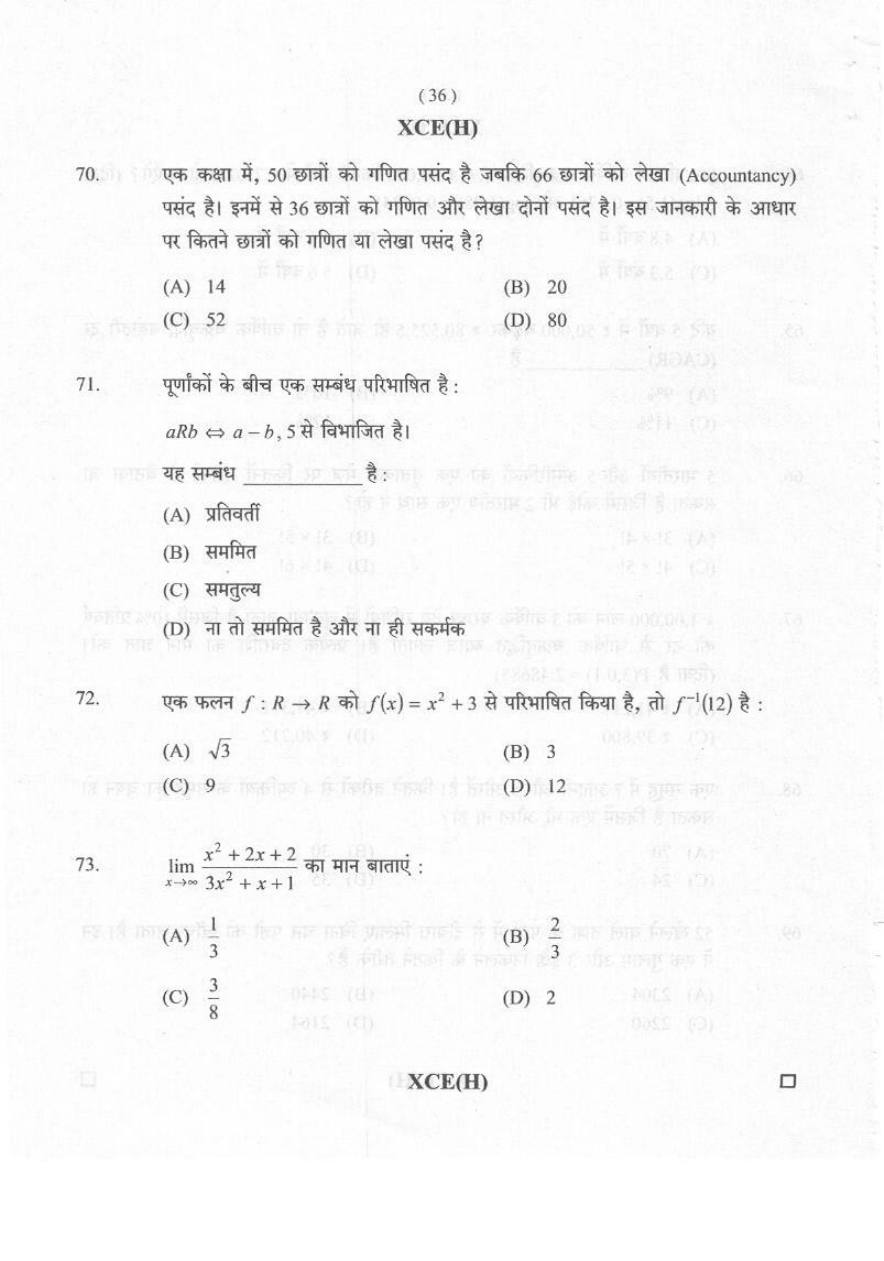 ( 36 )
XCE(H)
70. एक कक्षा में, 50 छात्रों को गणित पसंद है जबकि 66 छात्रों को लेखा (Accountancy)
पसंद है। इनमें से 36 छात्रों को गणित और लेखा दोनों पसंद है। इस जानकारी के आधार
पर कितने छात्रों को गणित या लेखा पसंद है?
(A) 14 (B) 20
(C) 52 (D) 80
71. पूर्णांकों के बीच एक सम्बंध परिभाषित है :
aRb ⇔ a – b, 5 से विभाजित है।
यह सम्बंध ____________ है :
(A) प्रतिवर्ती
(B) सममित
(C) समतुल्य
(D) ना तो सममित है और ना ही सकर्मक
72. एक फलन f : R → R को f(x) = x² + 3 से परिभाषित किया है, तो f⁻¹(12) है :
(A) √3 (B) 3
(C) 9 (D) 12
73. lim x→∞ (x² + 2x + 2)/(3x² + x + 1) का मान बाताएं :
(A) 1/3 (B) 2/3
(C) 3/8 (D) 2
XCE(H)